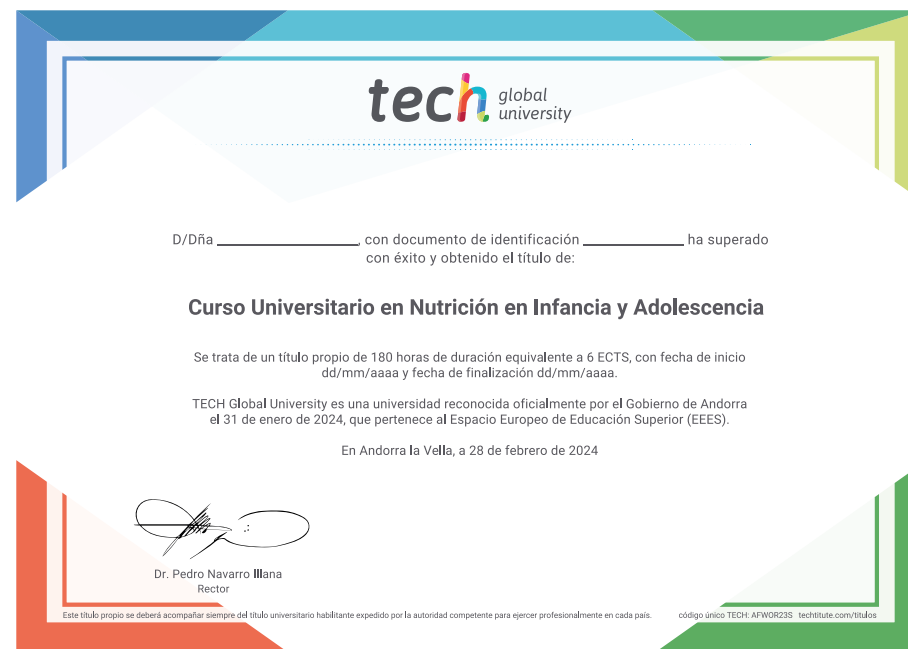 tech global university
D/Dña ____________________, con documento de identificación ______________ ha superado
con éxito y obtenido el título de:
Curso Universitario en Nutrición en Infancia y Adolescencia
Se trata de un título propio de 180 horas de duración equivalente a 6 ECTS, con fecha de inicio
dd/mm/aaaa y fecha de finalización dd/mm/aaaa.
TECH Global University es una universidad reconocida oficialmente por el Gobierno de Andorra
el 31 de enero de 2024, que pertenece al Espacio Europeo de Educación Superior (EEES).
En Andorra la Vella, a 28 de febrero de 2024
Dr. Pedro Navarro Illana
Rector
Este título propio se deberá acompañar siempre del título universitario habilitante expedido por la autoridad competente para ejercer profesionalmente en cada país. código único TECH: AFWOR23S techtitute.com/titulos